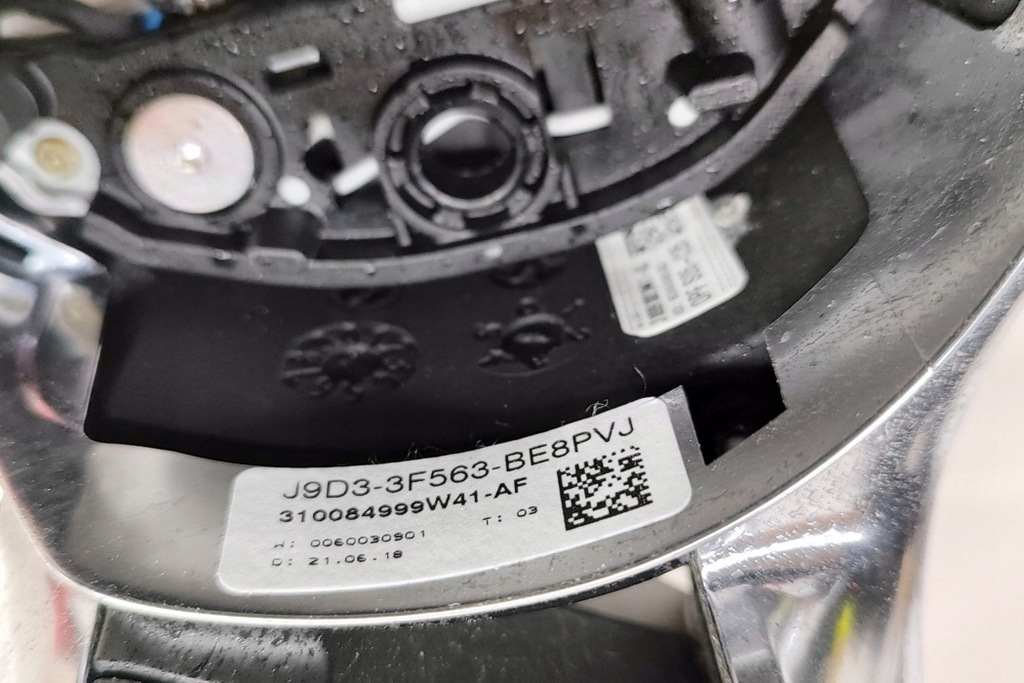 J9D3-3F563-BE8PVJ
310084999W41-AF
T: 03
W: 0060030901
D: 21.06.18